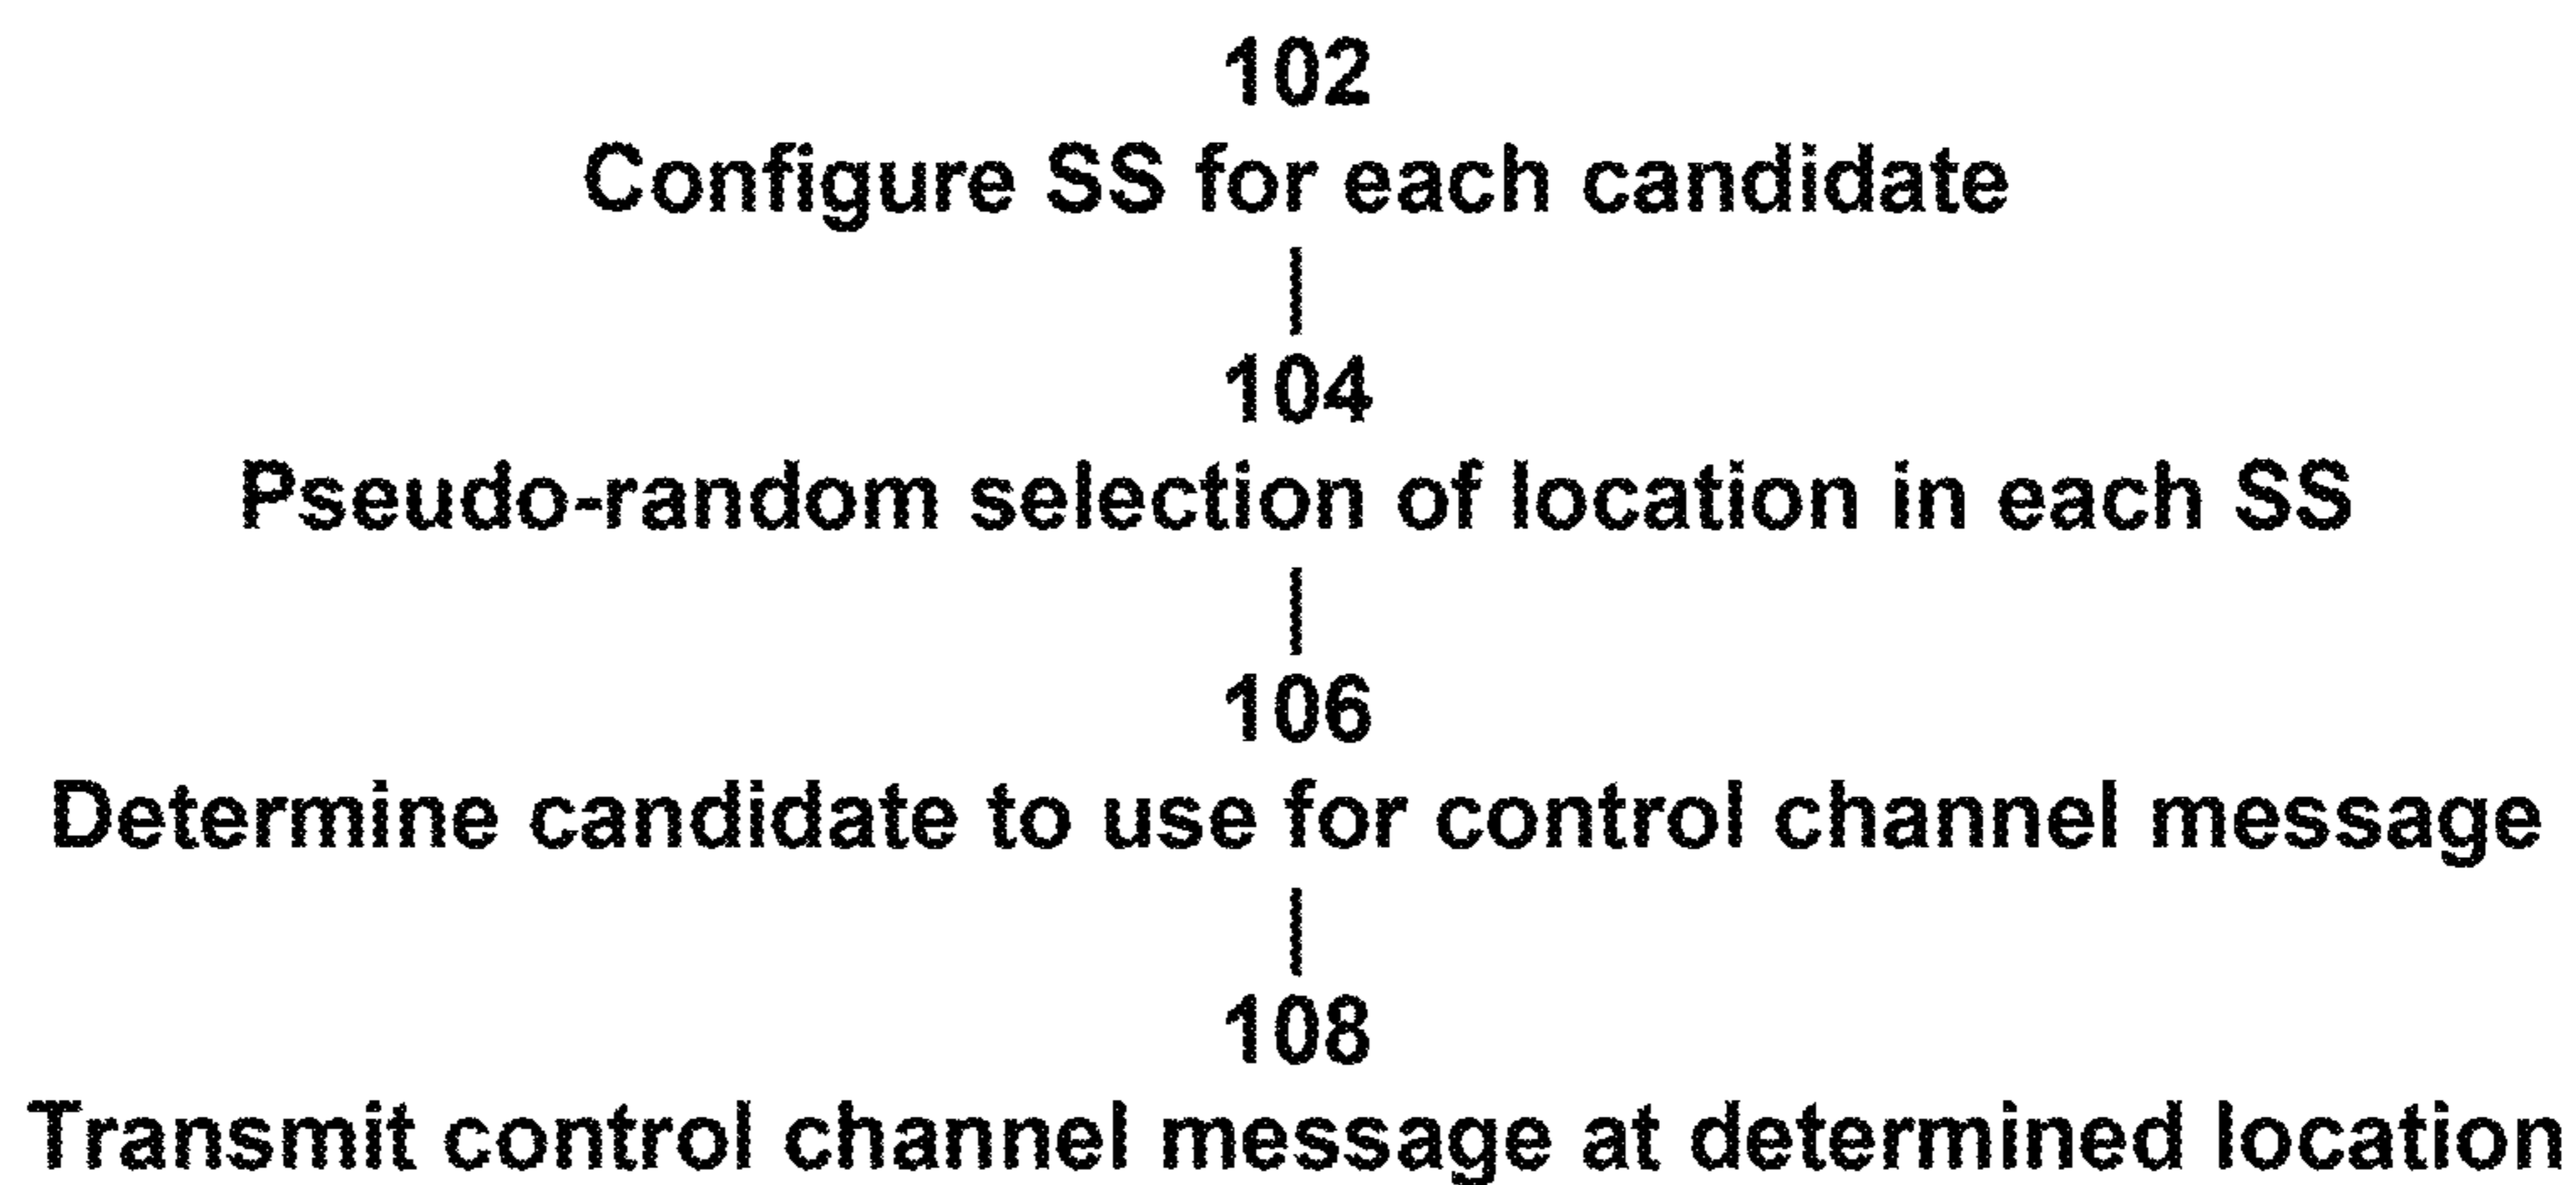 102
Configure SS for each candidate
104
Pseudo-random selection of location in each SS
106
Determine candidate to use for control channel message
108
Transmit control channel message at determined location